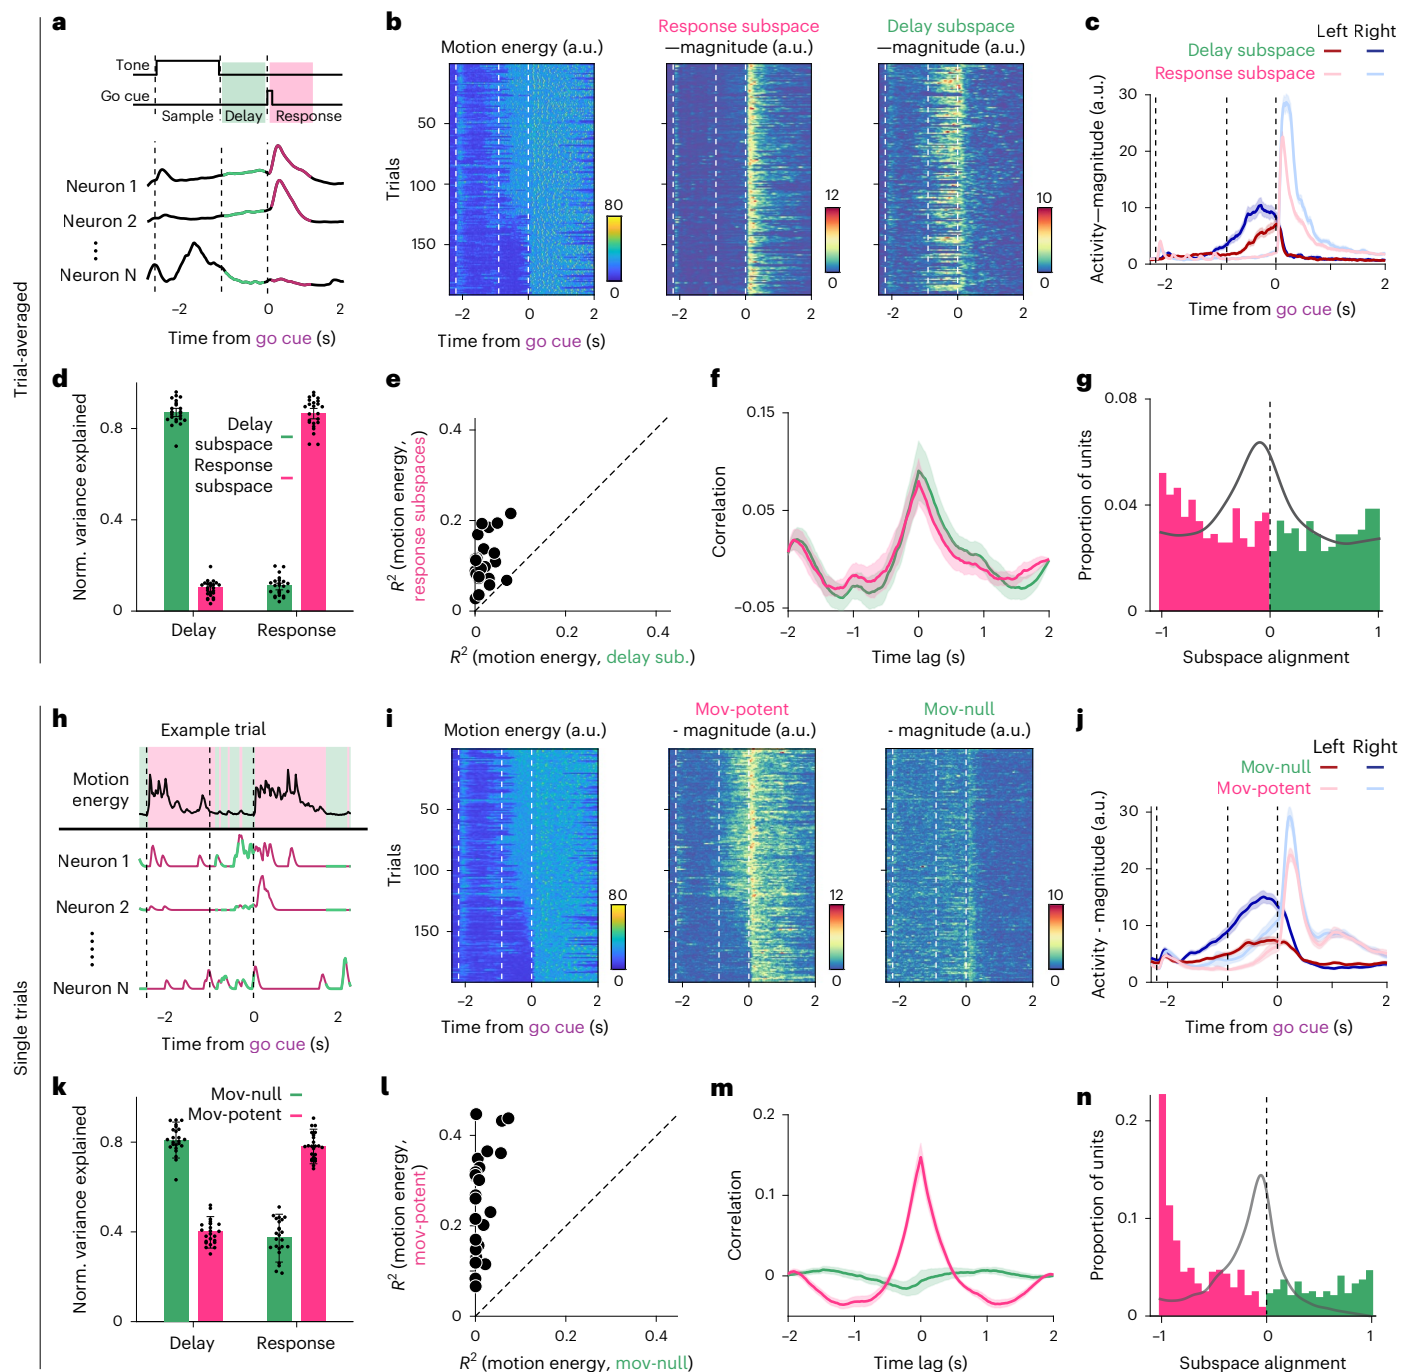 Trial-averaged
a
Tone
Go cue
Sample
Delay
Response
Neuron 1
Neuron 2
Neuron N
−2
0
2
Time from go cue (s)
b
Motion energy (a.u.)
Trials
50
100
150
−2
0
2
80
0
Time from go cue (s)
Response subspace
—magnitude (a.u.)
−2
0
2
12
0
Delay subspace
—magnitude (a.u.)
−2
0
2
10
0
c
Left Right
Delay subspace
Response subspace
Activity—magnitude (a.u.)
30
20
10
0
−2
0
2
Time from go cue (s)
d
Norm. variance explained
0.8
0.4
0
Delay
subspace
Response
subspace
Delay
Response
e
R² (motion energy,
response subspaces)
0.4
0.2
0
0
0.2
0.4
R² (motion energy, delay sub.)
f
Correlation
0.15
0.05
−0.05
−2
−1
0
1
2
Time lag (s)
g
Proportion of units
0.08
0.04
0
−1
0
1
Subspace alignment
Single trials
h
Example trial
Motion
energy
Neuron 1
Neuron 2
Neuron N
−2
0
2
Time from go cue (s)
i
Motion energy (a.u.)
Trials
50
100
150
−2
0
2
80
0
Time from go cue (s)
Mov-potent
- magnitude (a.u.)
−2
0
2
12
0
Mov-null
- magnitude (a.u.)
−2
0
2
10
0
j
Left Right
Mov-null
Mov-potent
Activity - magnitude (a.u.)
30
20
10
0
−2
0
2
Time from go cue (s)
k
Norm. variance explained
0.8
0.4
0
Mov-null
Mov-potent
Delay
Response
l
R² (motion energy,
mov-potent)
0.4
0.2
0
0
0.2
0.4
R² (motion energy, mov-null)
m
Correlation
0.2
0.1
0
−2
−1
0
1
2
Time lag (s)
n
Proportion of units
0.2
0.1
0
-1
0
1
Subspace alignment